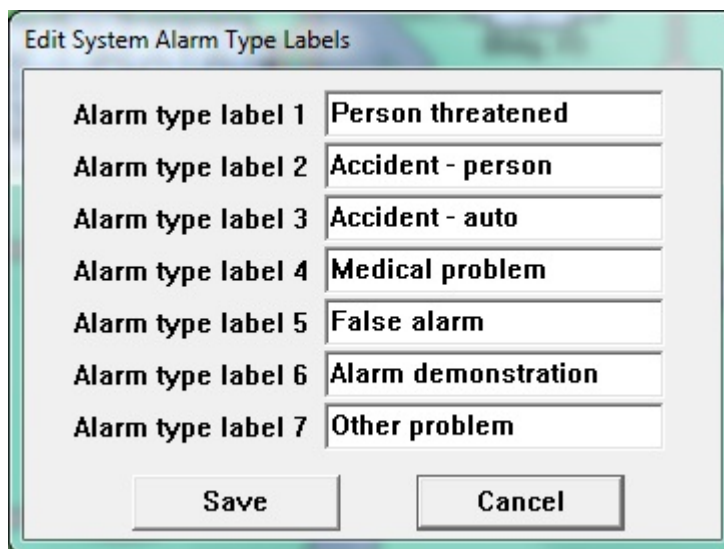 Edit System Alarm Type Labels
Alarm type label 1 Person threatened
Alarm type label 2 Accident - person
Alarm type label 3 Accident - auto
Alarm type label 4 Medical problem
Alarm type label 5 False alarm
Alarm type label 6 Alarm demonstration
Alarm type label 7 Other problem
Save Cancel